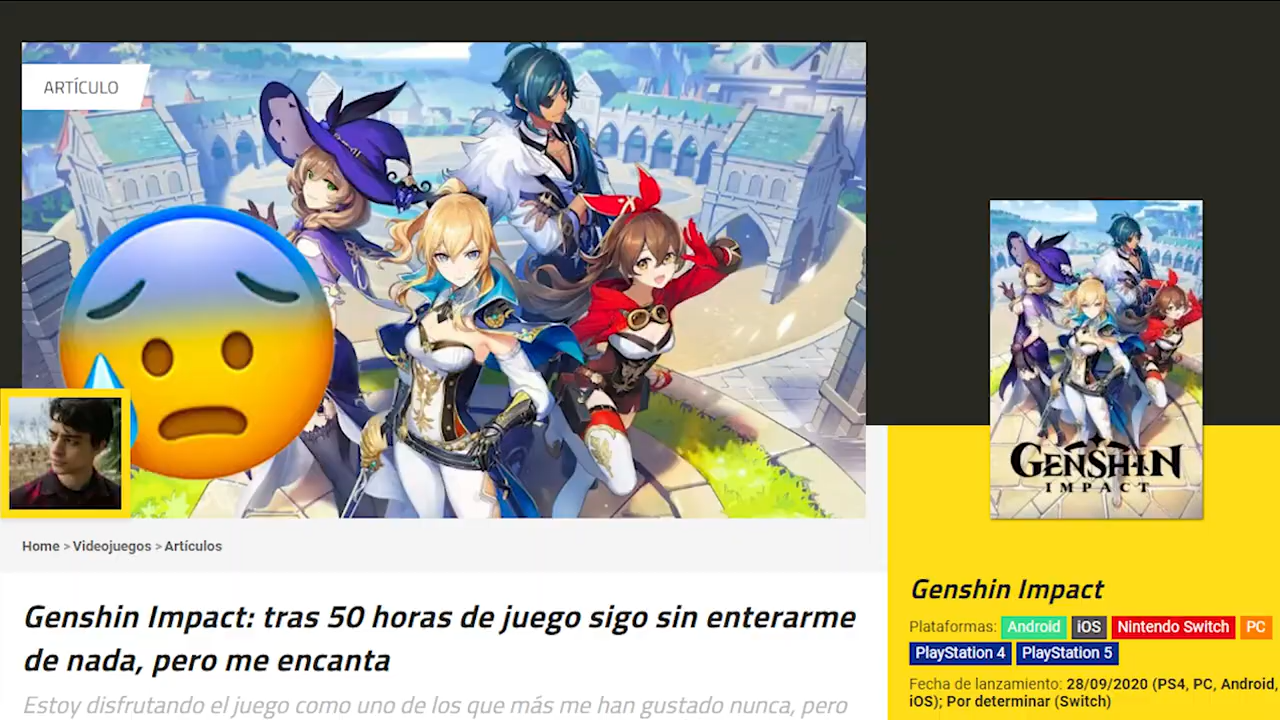 ARTÍCULO
GENSHIN
IMPACT
Home > Videojuegos > Artículos
Genshin Impact: tras 50 horas de juego sigo sin enterarme
de nada, pero me encanta
Estoy disfrutando el juego como uno de los que más me han gustado nunca, pero
Genshin Impact
Plataformas: Android iOS Nintendo Switch PC
PlayStation 4 PlayStation 5
Fecha de lanzamiento: 28/09/2020 (PS4, PC, Android,
iOS); Por determinar (Switch)